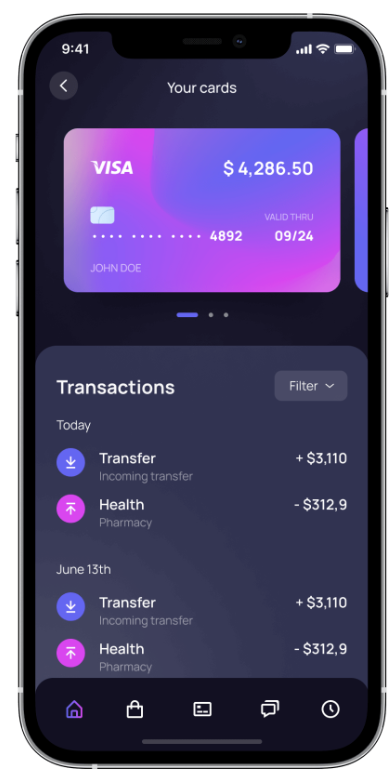 9:41
Your cards
VISA
$ 4,286.50
VALID THRU
•••• •••• •••• 4892 09/24
JOHN DOE
Transactions
Filter
Today
Transfer + $3,110
Incoming transfer
Health - $312,9
Pharmacy
June 13th
Transfer + $3,110
Incoming transfer
Health - $312,9
Pharmacy